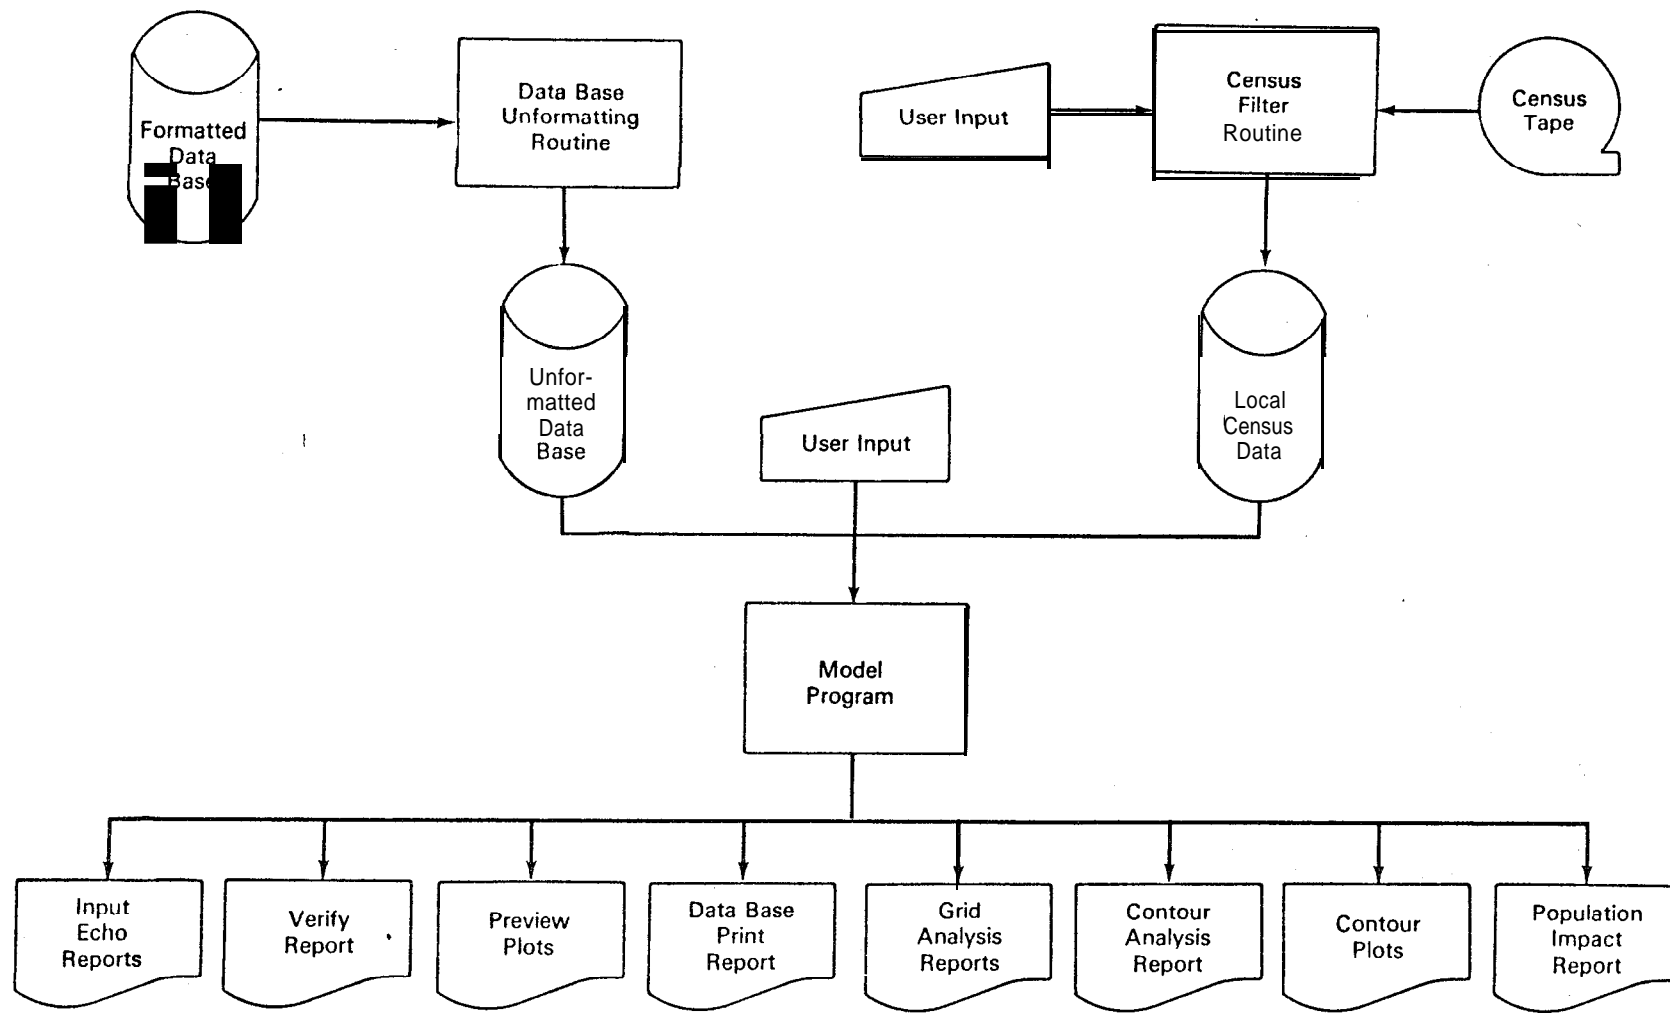 Formatted
Data
Base
Data Base
Unformatting
Routine
User Input
Census
Filter
Routine
Census
Tape
Unfor-
matted
Data
Base
User Input
Local
Census
Data
Model
Program
Input
Echo
Reports
Verify
Report
Preview
Plots
Data Base
Print
Report
Grid
Analysis
Reports
Contour
Analysis
Report
Contour
Plots
Population
Impact
Report